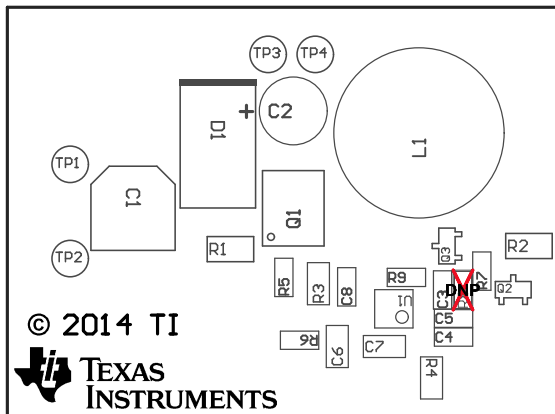 TP3
TP4
+
C2
D1
L1
TP1
C1
Q1
TP2
R1
Q3
R2
R5
R3
C8
R9
C3
DNP
R7
Q2
U1
C5
C4
© 2014 TI
R6
C6
C7
R4
TEXAS
INSTRUMENTS